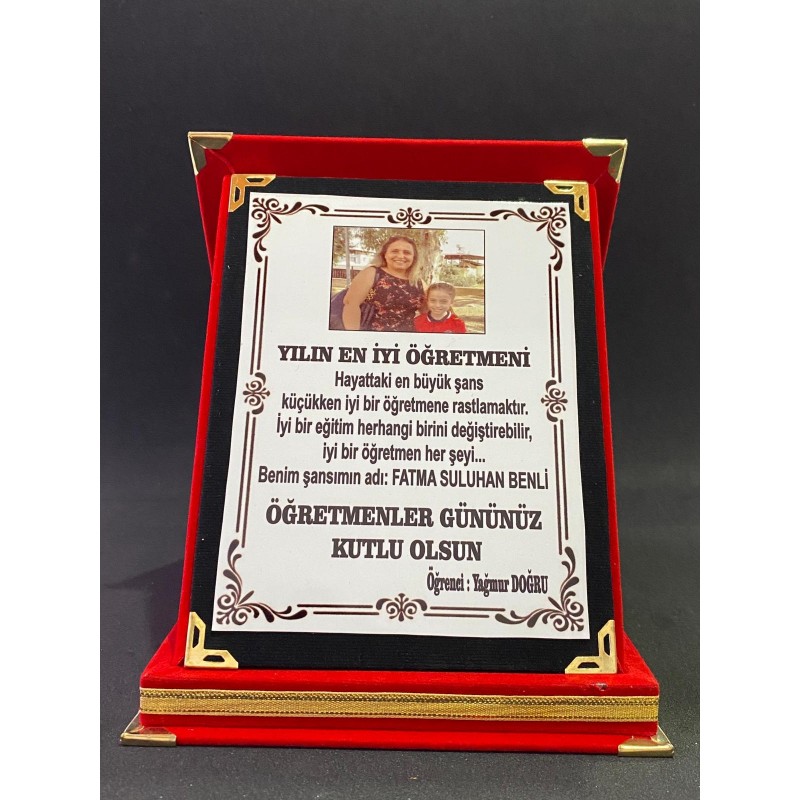 YILIN EN İYİ ÖĞRETMENİ
Hayattaki en büyük şans
küçükken iyi bir öğretmene rastlamaktır.
İyi bir eğitim herhangi birini değiştirebilir,
iyi bir öğretmen her şeyi...
Benim şansımın adı: FATMA SULUHAN BENLİ
ÖĞRETMENLER GÜNÜNÜZ
KUTLU OLSUN
Öğrenci : Yağmur DOĞRU